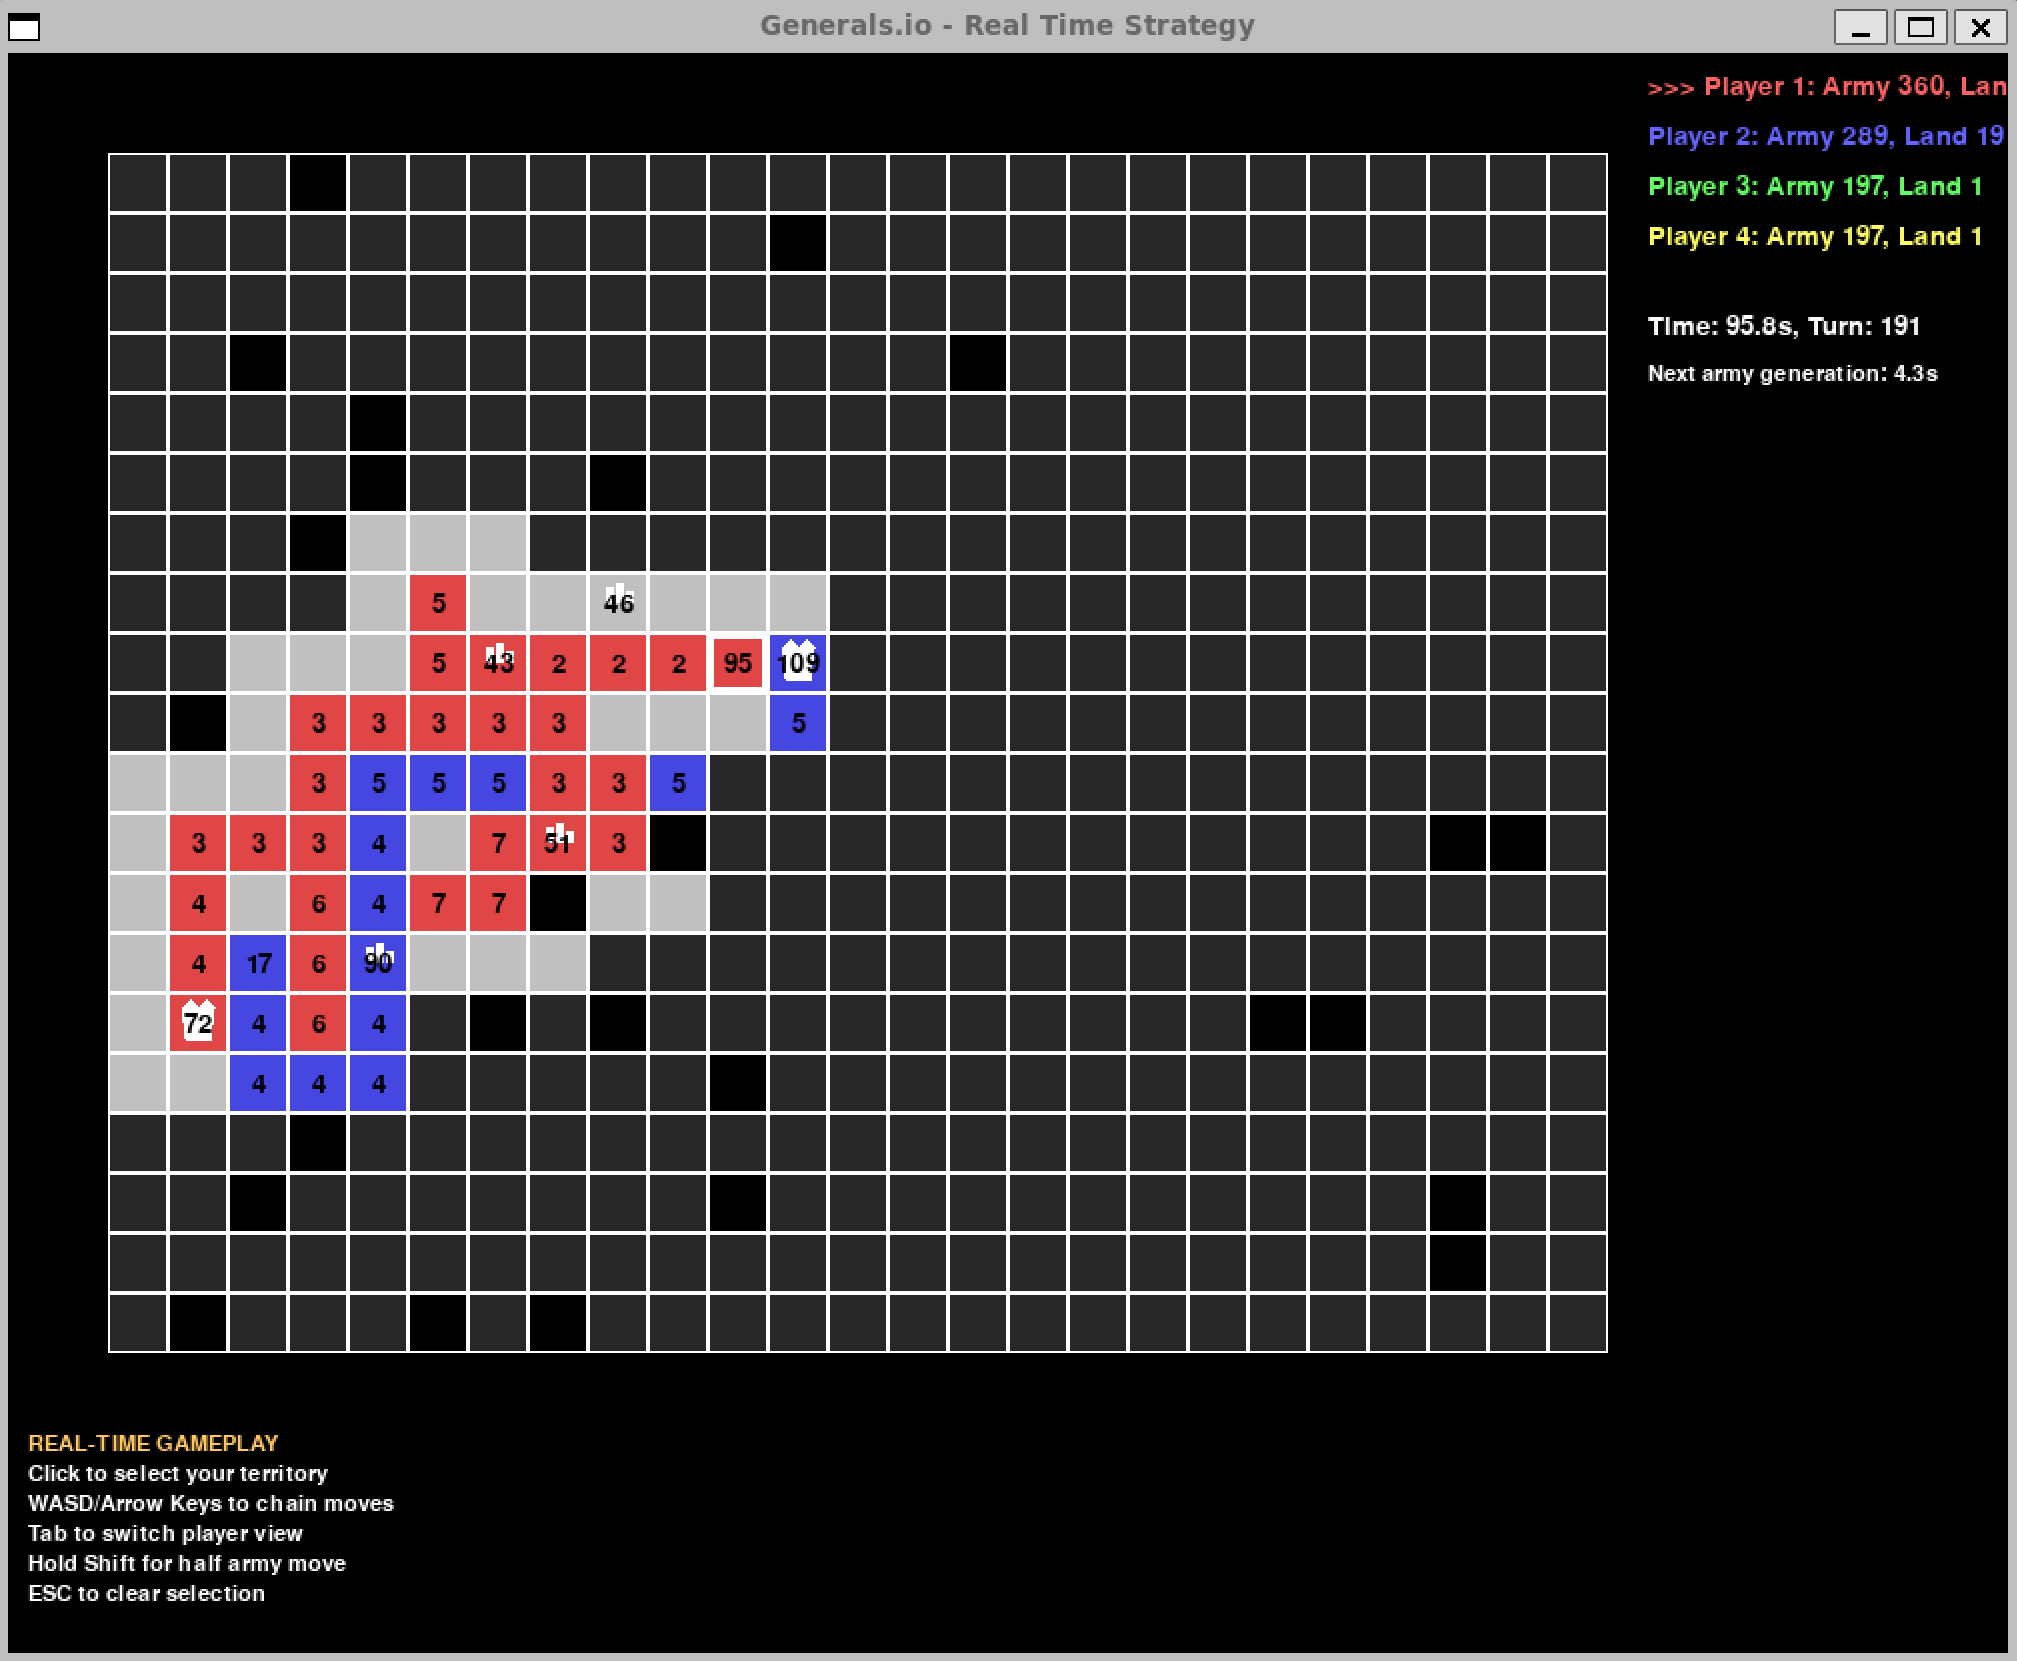 Generals.io - Real Time Strategy
>>> Player 1: Army 360, Lan
Player 2: Army 289, Land 19
Player 3: Army 197, Land 1
Player 4: Army 197, Land 1
Time: 95.8s, Turn: 191
Next army generation: 4.3s
5 46
5 43 2 2 2 95 109
3 3 3 3 3 5
3 5 5 5 3 3 5
3 3 3 4 7 51 3
4 6 4 7 7
4 17 6 90
72 4 6 4
4 4 4
REAL-TIME GAMEPLAY
Click to select your territory
WASD/Arrow Keys to chain moves
Tab to switch player view
Hold Shift for half army move
ESC to clear selection